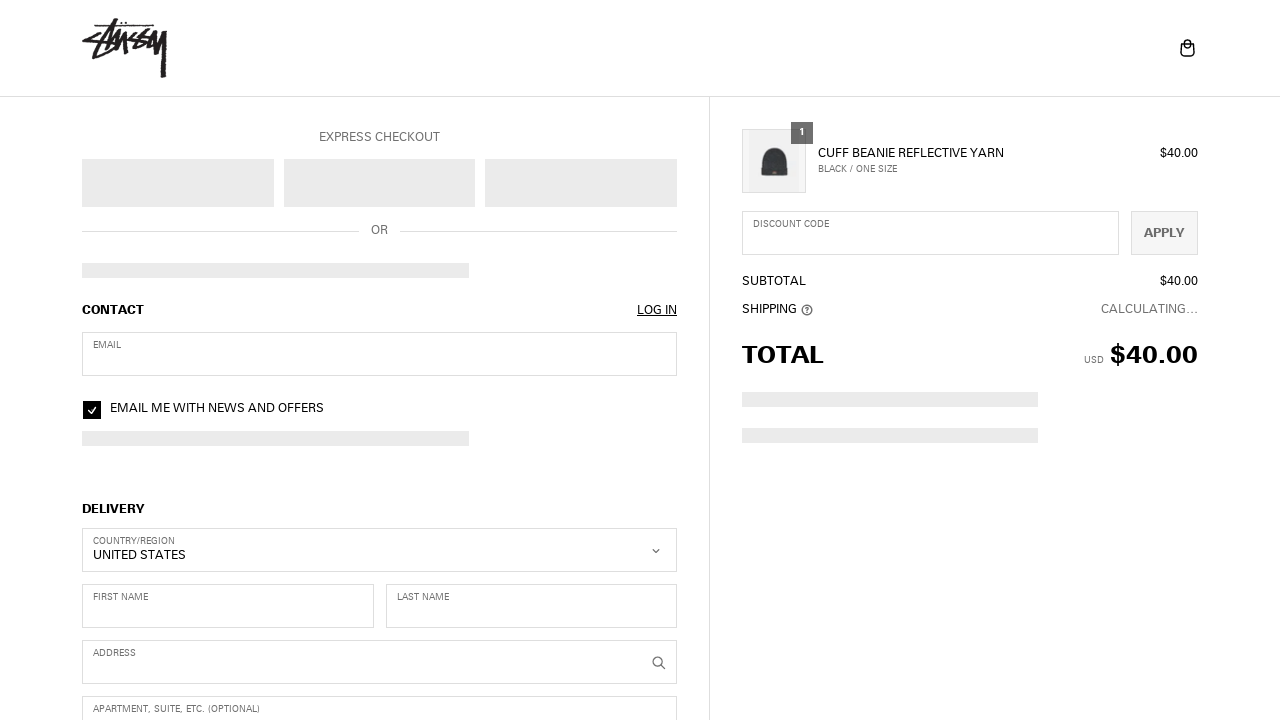 Stüssy
EXPRESS CHECKOUT
OR
CONTACT
LOG IN
EMAIL
EMAIL ME WITH NEWS AND OFFERS
DELIVERY
COUNTRY/REGION
UNITED STATES
FIRST NAME
LAST NAME
ADDRESS
APARTMENT, SUITE, ETC. (OPTIONAL)
1
CUFF BEANIE REFLECTIVE YARN
$40.00
BLACK / ONE SIZE
DISCOUNT CODE
APPLY
SUBTOTAL
$40.00
SHIPPING
CALCULATING...
TOTAL
USD $40.00